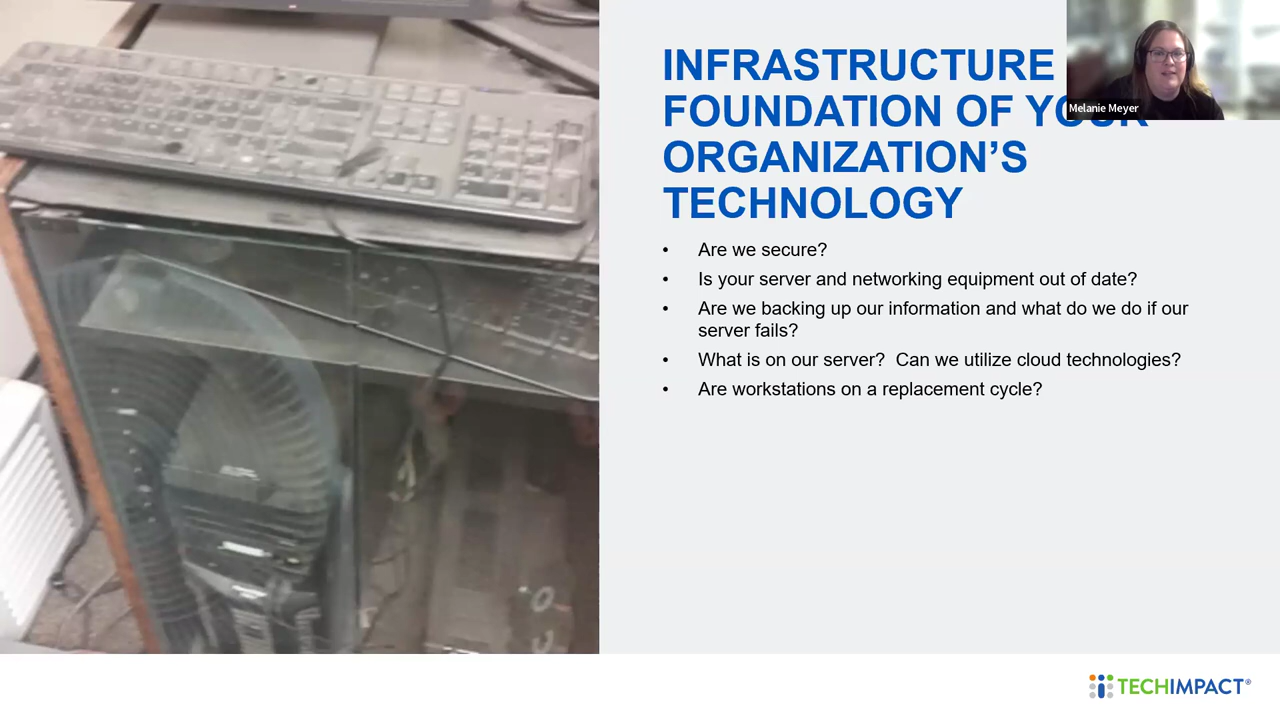 INFRASTRUCTURE
FOUNDATION OF YOUR
ORGANIZATION'S
TECHNOLOGY
Melanie Meyer
• Are we secure?
• Is your server and networking equipment out of date?
• Are we backing up our information and what do we do if our
server fails?
• What is on our server?  Can we utilize cloud technologies?
• Are workstations on a replacement cycle?
TECHIMPACT®